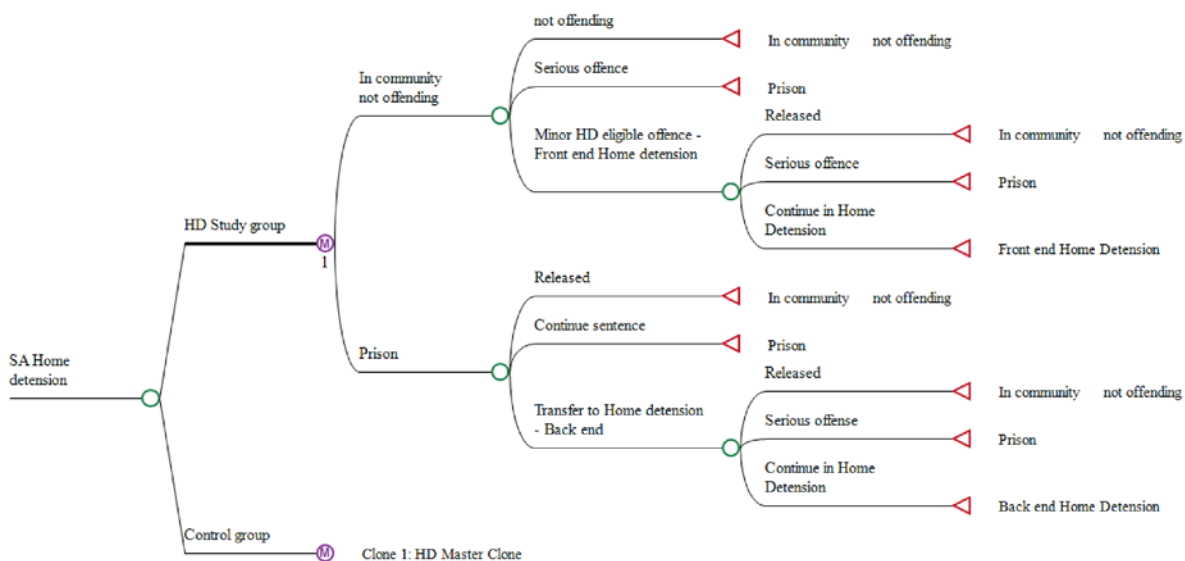 not offending
In community not offending
Serious offence
Prison
In community
not offending
Minor HD eligible offence -
Front end Home detension
Released
In community not offending
Serious offence
Prison
Continue in Home
Detension
Front end Home Detension
HD Study group
M
1
Released
In community not offending
Continue sentence
Prison
Prison
Transfer to Home detension
- Back end
Released
In community not offending
Serious offense
Prison
Continue in Home
Detension
Back end Home Detension
SA Home
detension
Control group
M
Clone 1: HD Master Clone